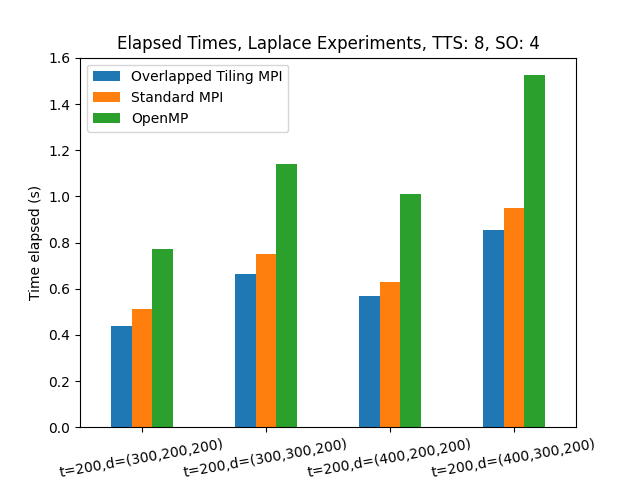 Elapsed Times, Laplace Experiments, TTS: 8, SO: 4
1.6
1.4
1.2
1.0
0.8
0.6
0.4
0.2
0.0
Time elapsed (s)
Overlapped Tiling MPI
Standard MPI
OpenMP
t=200,d=(300,200,200)
t=200,d=(300,300,200)
t=200,d=(400,200,200)
t=200,d=(400,300,200)